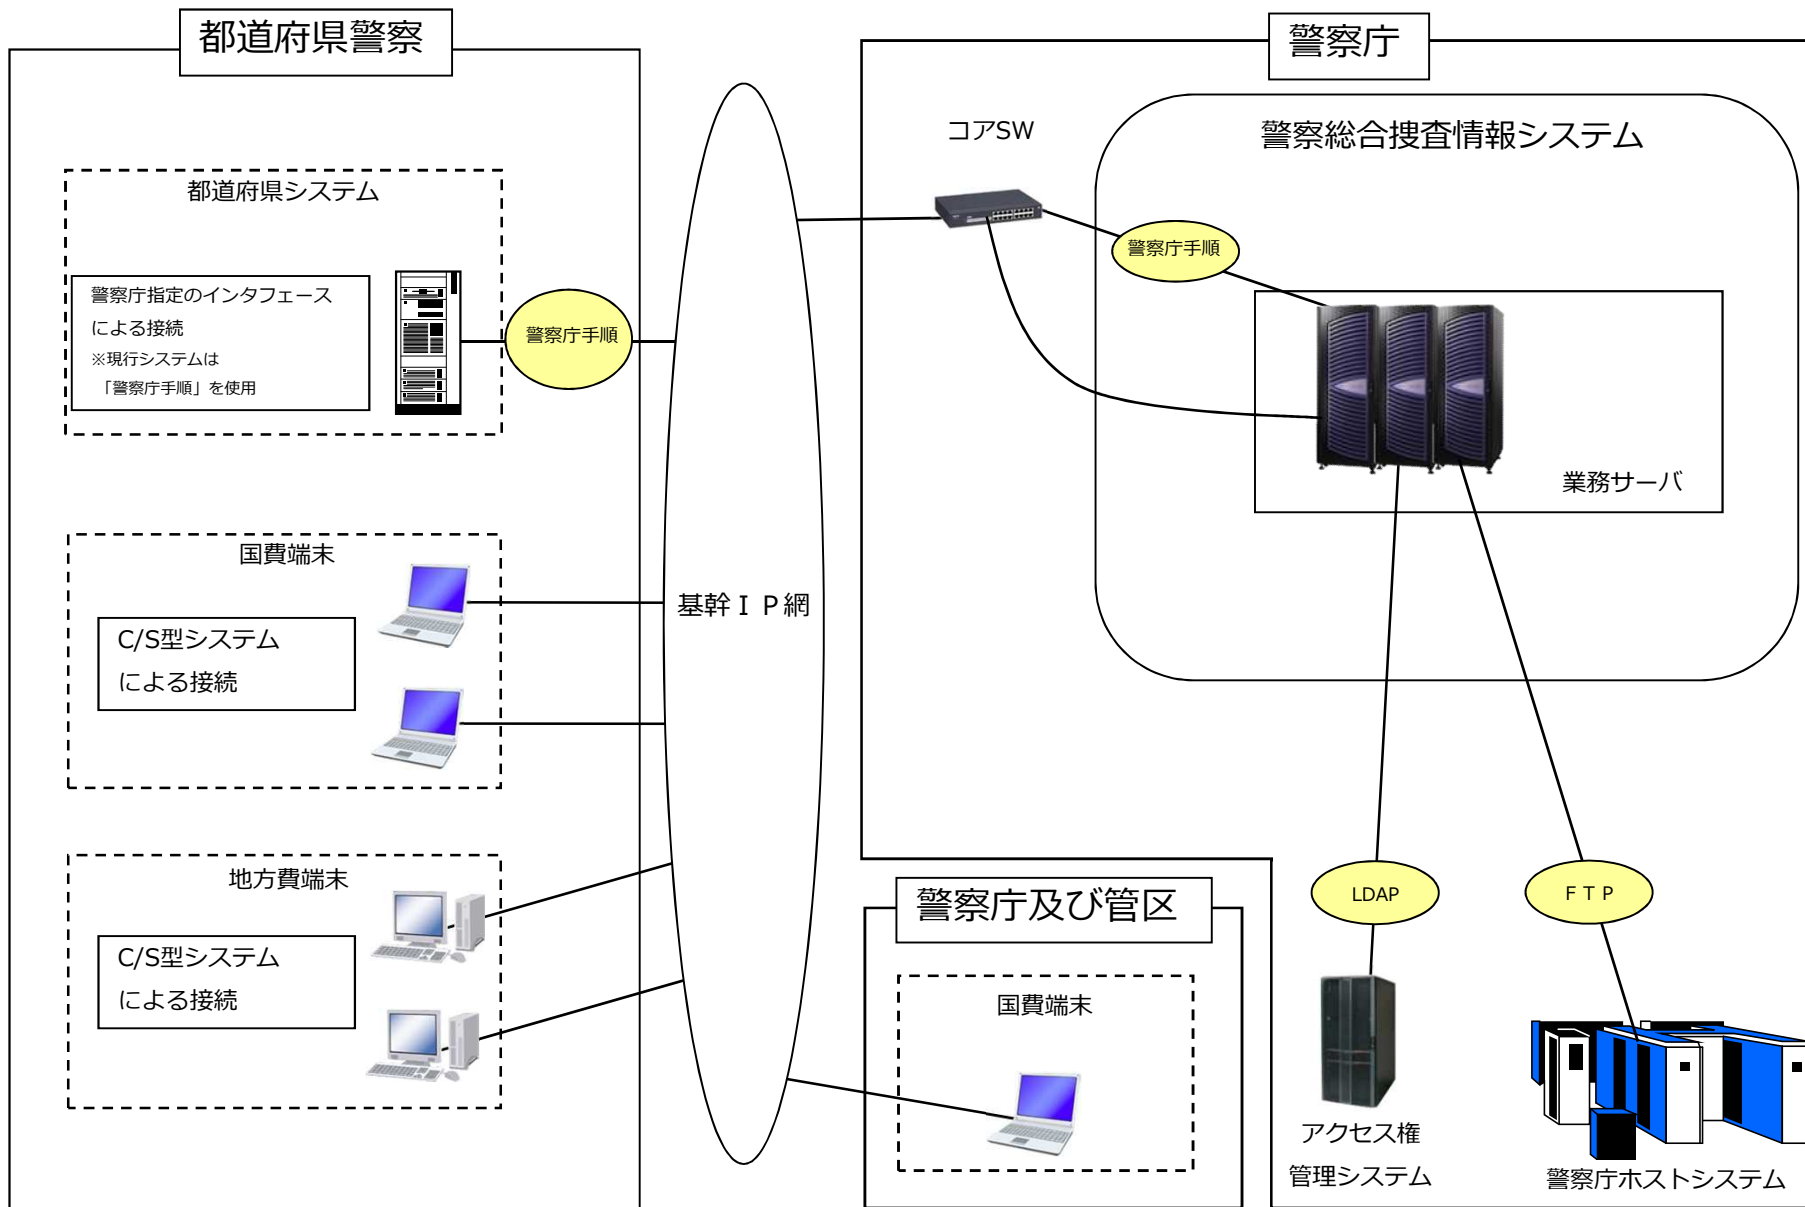 都道府県警察
都道府県システム
警察庁指定のインタフェース
による接続
※現行システムは
「警察庁手順」を使用
警察庁手順
国費端末
C/S型システム
による接続
地方費端末
C/S型システム
による接続
基幹ＩＰ網
警察庁
コアSW
警察総合捜査情報システム
警察庁手順
業務サーバ
LDAP
ＦＴＰ
警察庁及び管区
国費端末
アクセス権
管理システム
警察庁ホストシステム